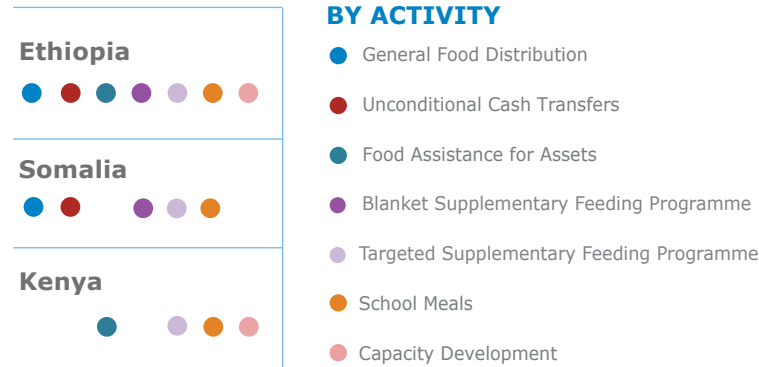 Ethiopia
Somalia
Kenya
BY ACTIVITY
General Food Distribution
Unconditional Cash Transfers
Food Assistance for Assets
Blanket Supplementary Feeding Programme
Targeted Supplementary Feeding Programme
School Meals
Capacity Development